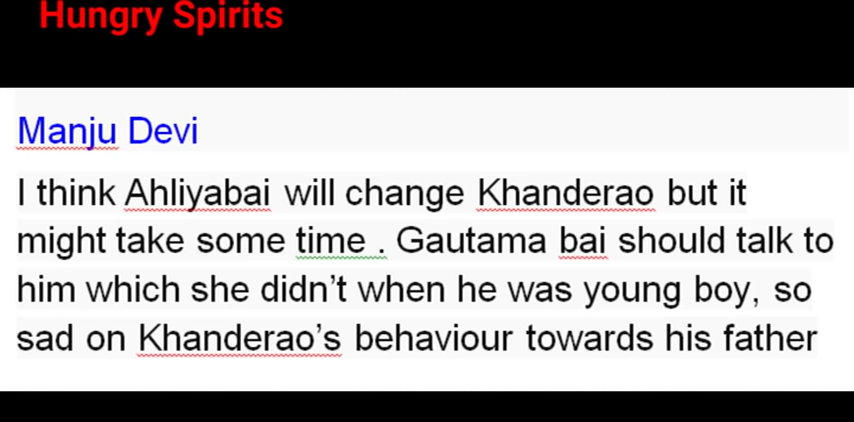 Hungry Spirits
Manju Devi
I think Ahliyabai will change Khanderao but it
might take some time . Gautama bai should talk to
him which she didn't when he was young boy, so
sad on Khanderao's behaviour towards his father